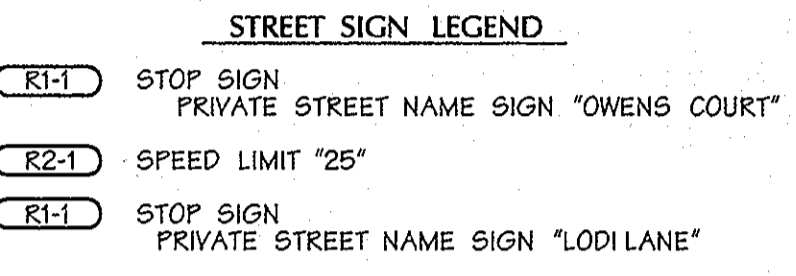 STREET SIGN LEGEND
R1-1 STOP SIGN
PRIVATE STREET NAME SIGN "OWENS COURT"
R2-1 SPEED LIMIT "25"
R1-1 STOP SIGN
PRIVATE STREET NAME SIGN "LODI LANE"